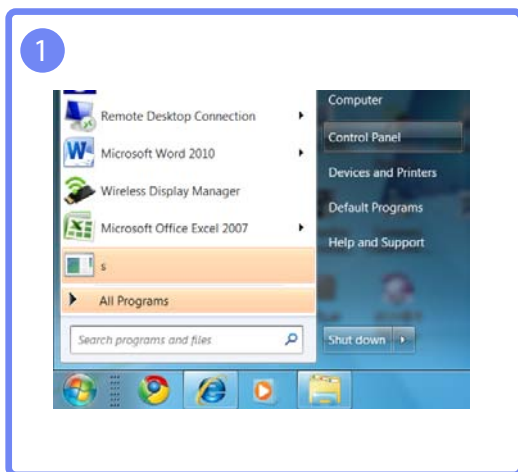 1
Remote Desktop Connection
Microsoft Word 2010
Wireless Display Manager
Microsoft Office Excel 2007
s
All Programs
Search programs and files
Computer
Control Panel
Devices and Printers
Default Programs
Help and Support
Shut down